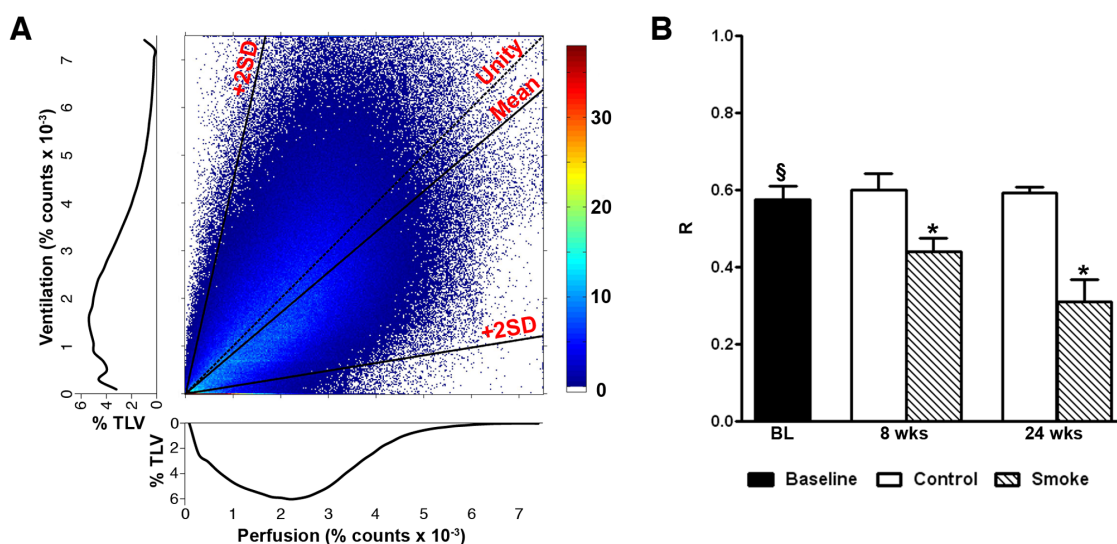 A
Ventilation (% counts x 10⁻³)
7
6
5
4
3
2
1
0
6
4
2
0
% TLV
+2SD
Unity
Mean
+2SD
30
20
10
0
% TLV
0
2
4
6
0
1
2
3
4
5
6
7
Perfusion (% counts x 10⁻³)
B
R
1.0
0.8
0.6
0.4
0.2
0.0
§
*
*
BL
8 wks
24 wks
Baseline
Control
Smoke